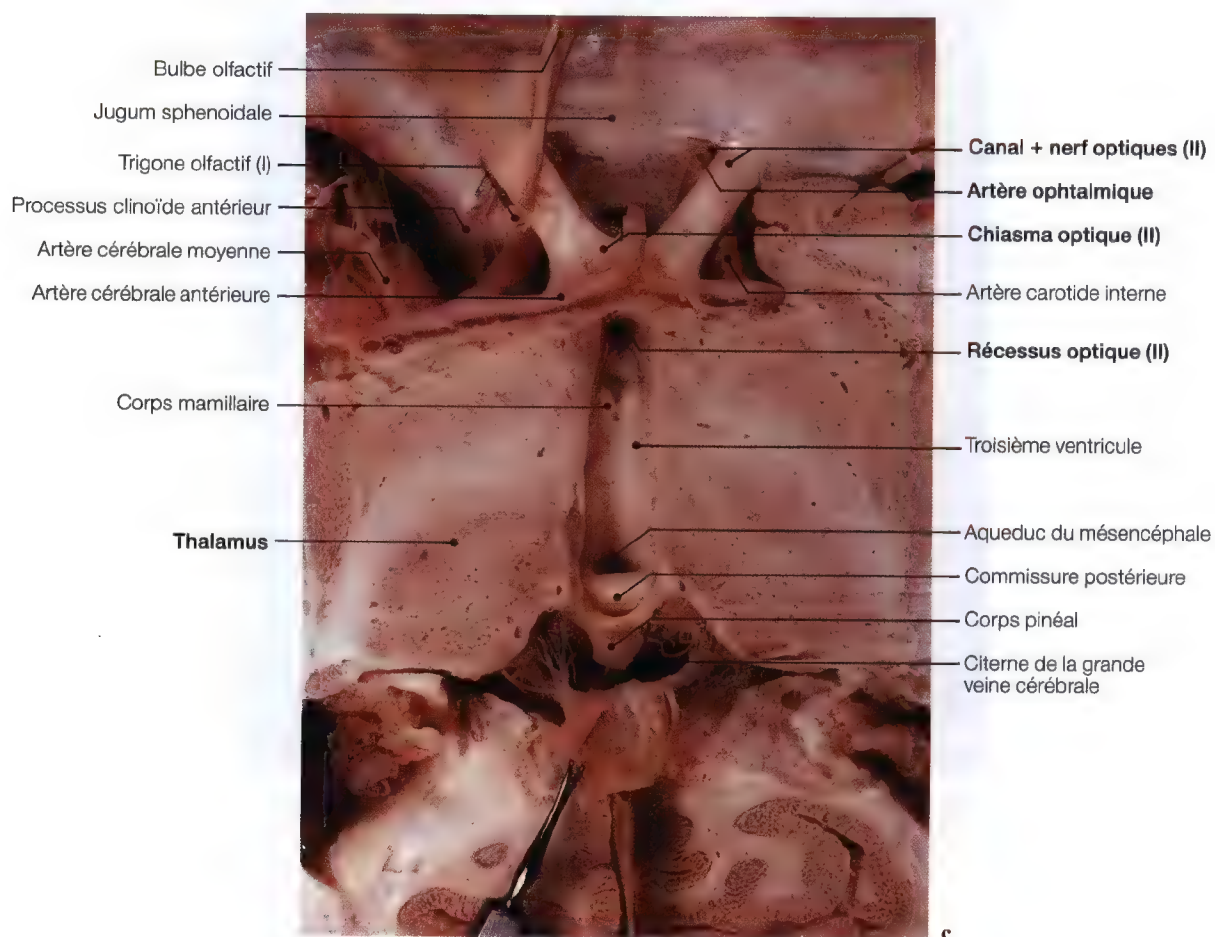 Bulbe olfactif
Jugum sphenoidale
Trigone olfactif (I)
Processus clinoïde antérieur
Artère cérébrale moyenne
Artère cérébrale antérieure
Corps mamillaire
Thalamus
Canal + nerf optiques (II)
Artère ophtalmique
Chiasma optique (II)
Artère carotide interne
Récessus optique (II)
Troisième ventricule
Aqueduc du mésencéphale
Commissure postérieure
Corps pinéal
Citerne de la grande
veine cérébrale